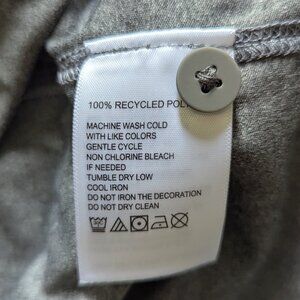 100% RECYCLED
MACHINE WASH COLD
WITH LIKE COLORS
GENTLE CYCLE
NON CHLORINE BLEACH
IF NEEDED
TUMBLE DRY LOW
COOL IRON
DO NOT IRON THE DECORATION
DO NOT DRY CLEAN